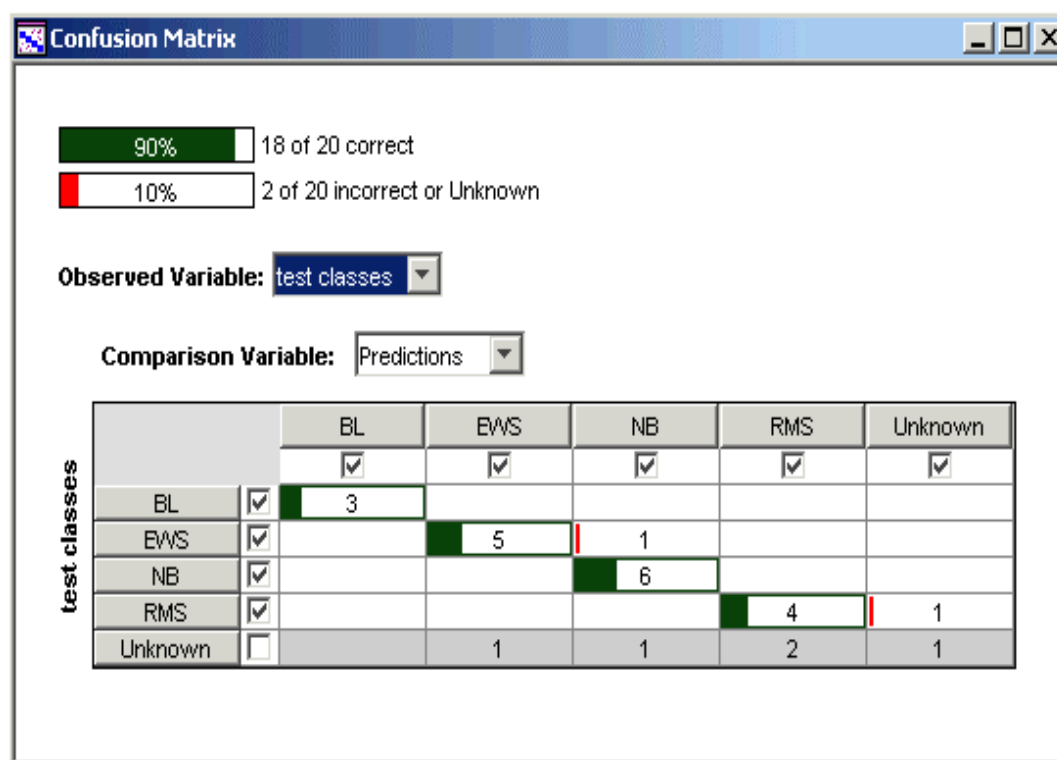 Confusion Matrix
90% 18 of 20 correct
10% 2 of 20 incorrect or Unknown
Observed Variable: test classes
Comparison Variable: Predictions
BL EWS NB RMS Unknown
test classes
BL 3
EWS 5 1
NB 6
RMS 4 1
Unknown 1 1 2 1